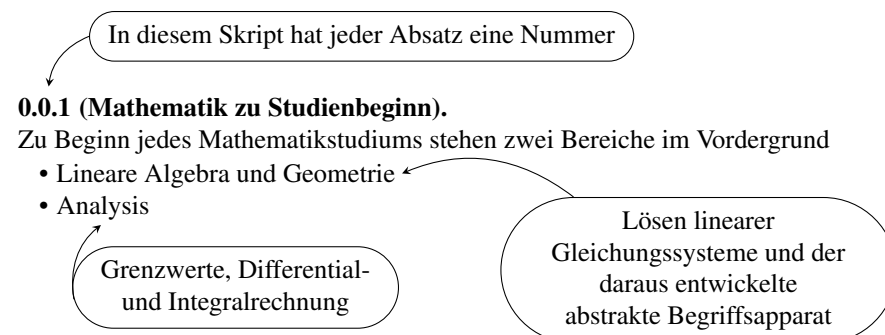 In diesem Skript hat jeder Absatz eine Nummer
0.0.1 (Mathematik zu Studienbeginn).
Zu Beginn jedes Mathematikstudiums stehen zwei Bereiche im Vordergrund
• Lineare Algebra und Geometrie
• Analysis
Lösen linearer
Gleichungssysteme und der
daraus entwickelte
abstrakte Begriffsapparat
Grenzwerte, Differential-
und Integralrechnung